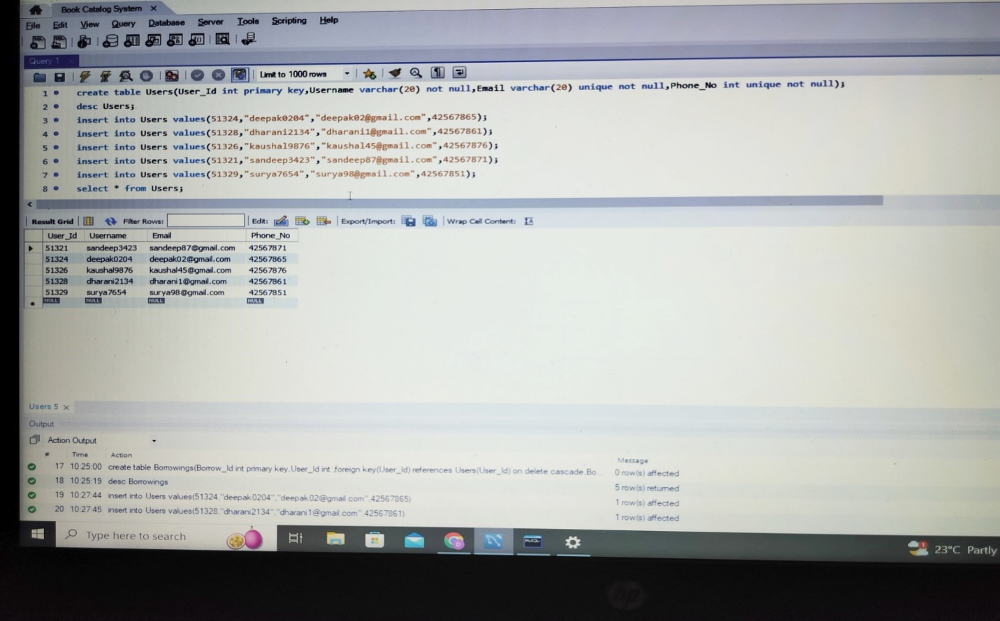 Book Catalog System ×
File Edit View Query Database Server Tools Scripting Help
Query 1
Limit to 1000 rows
1 create table Users(User_Id int primary key,Username varchar(20) not null,Email varchar(20) unique not null,Phone_No int unique not null);
2 desc Users;
3 insert into Users values(51324,"deepak0204","deepak02@gmail.com",42567865);
4 insert into Users values(51328,"dharani2134","dharani1@gmail.com",42567861);
5 insert into Users values(51326,"kaushal9876","kaushal45@gmail.com",42567876);
6 insert into Users values(51321,"sandeep3423","sandeep87@gmail.com",42567871);
7 insert into Users values(51329,"surya7654","surya98@gmail.com",42567851);
8 select * from Users;
Result Grid Filter Rows: Edit: Export/Import: Wrap Cell Content:
User_Id Username Email Phone_No
51321 sandeep3423 sandeep87@gmail.com 42567871
51324 deepak0204 deepak02@gmail.com 42567865
51326 kaushal9876 kaushal45@gmail.com 42567876
51328 dharani2134 dharani1@gmail.com 42567861
51329 surya7654 surya98@gmail.com 42567851
NULL NULL NULL NULL
Users 5 ×
Output
Action Output
# Time Action Message
17 10:25:00 create table Borrowings(Borrow_Id int primary key,User_Id int ,foreign key(User_Id) references Users(User_Id) on delete cascade,Bo... 0 row(s) affected
18 10:25:19 desc Borrowings 5 row(s) returned
19 10:27:44 insert into Users values(51324,"deepak0204","deepak02@gmail.com",42567865) 1 row(s) affected
20 10:27:45 insert into Users values(51328,"dharani2134","dharani1@gmail.com",42567861) 1 row(s) affected
Type here to search
MySQL
1
23°C Partly
hp